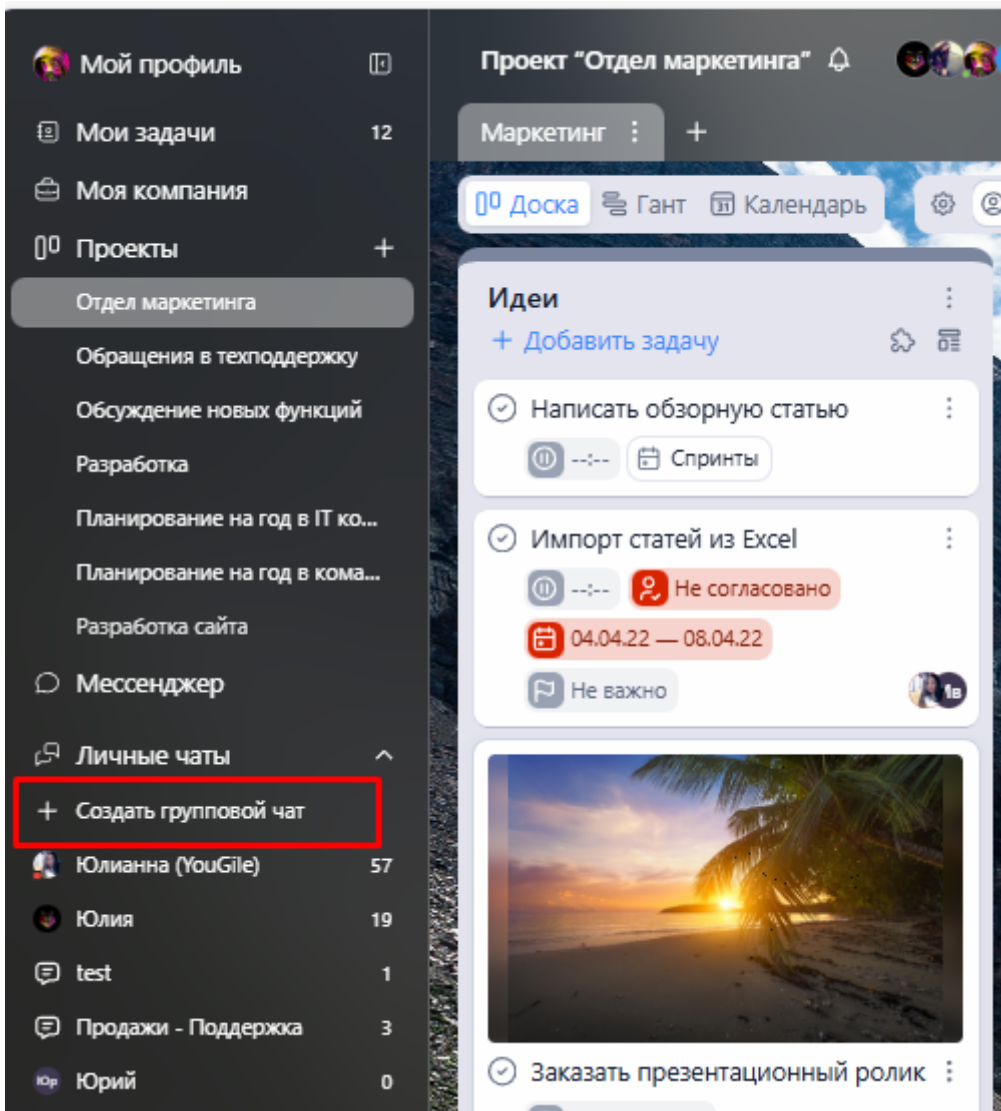 Мой профиль
Мои задачи 12
Моя компания
Проекты
Отдел маркетинга
Обращения в техподдержку
Обсуждение новых функций
Разработка
Планирование на год в IT ко...
Планирование на год в кома...
Разработка сайта
Мессенджер
Личные чаты
+ Создать групповой чат
Юлианна (YouGile) 57
Юлия 19
test 1
Продажи - Поддержка 3
Юр Юрий 0
Проект "Отдел маркетинга"
Маркетинг
Доска Гант 31 Календарь
Идеи
+ Добавить задачу
Написать обзорную статью
--:-- Спринты
Импорт статей из Excel
--:-- Не согласовано
04.04.22 — 08.04.22
Не важно
Заказать презентационный ролик